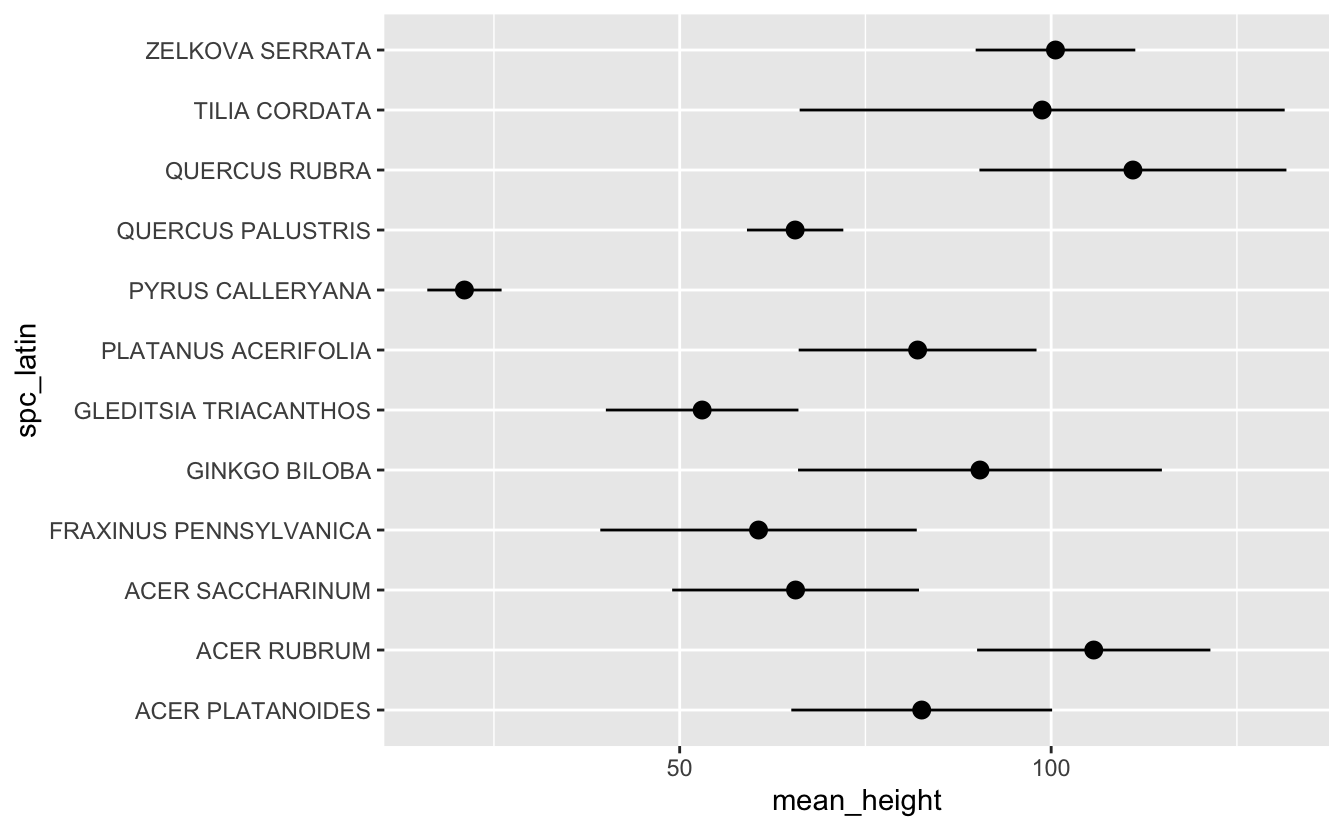 ZELKOVA SERRATA
TILIA CORDATA
QUERCUS RUBRA
QUERCUS PALUSTRIS
PYRUS CALLERYANA
PLATANUS ACERIFOLIA
GLEDITSIA TRIACANTHOS
GINKGO BILOBA
FRAXINUS PENNSYLVANICA
ACER SACCHARINUM
ACER RUBRUM
ACER PLATANOIDES
spc_latin
50 100
mean_height